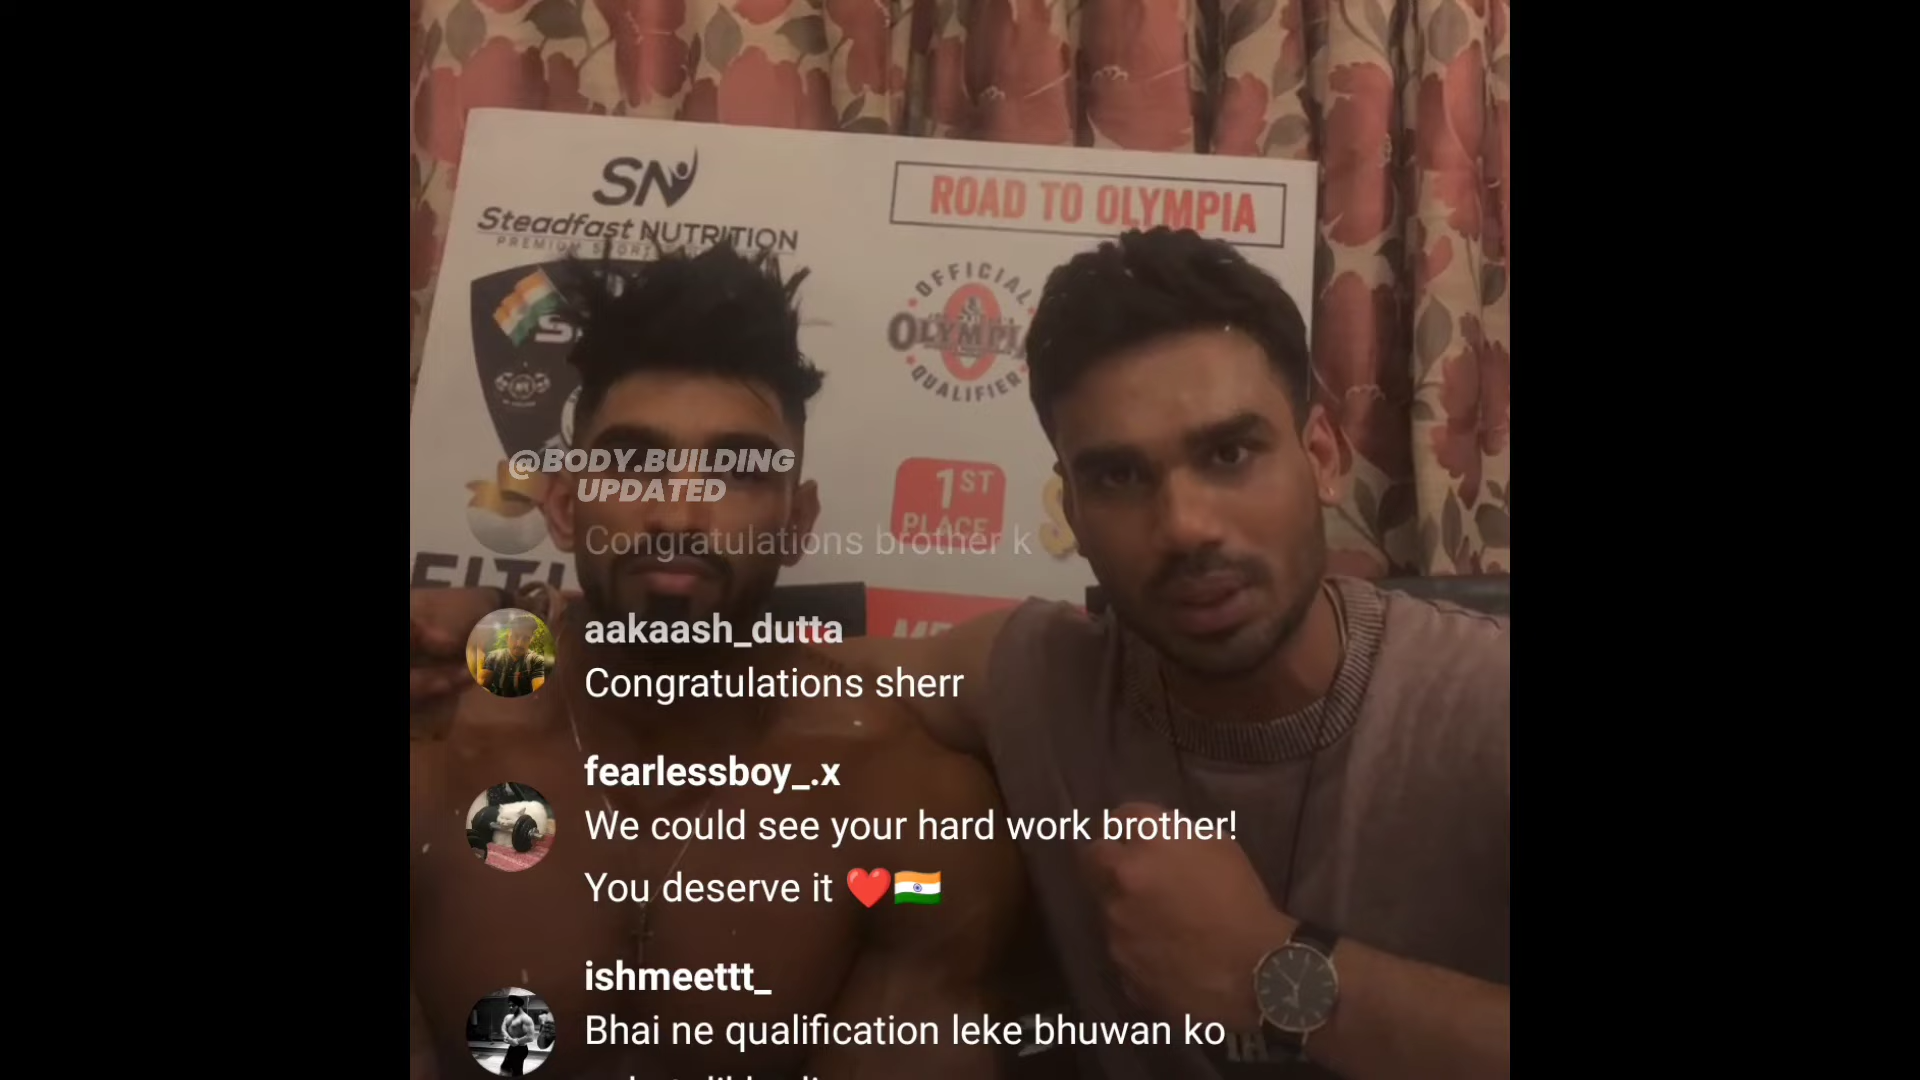 SN
Steadfast NUTRITION
ROAD TO OLYMPIA
OFFICIAL
OLYMPIA
QUALIFIER
@BODY.BUILDING
UPDATED
1ST
PLACE
Congratulations brother k
aakaash_dutta
Congratulations sherr
fearlessboy_.x
We could see your hard work brother!
You deserve it ❤️🇮🇳
ishmeettt_
Bhai ne qualification leke bhuwan ko